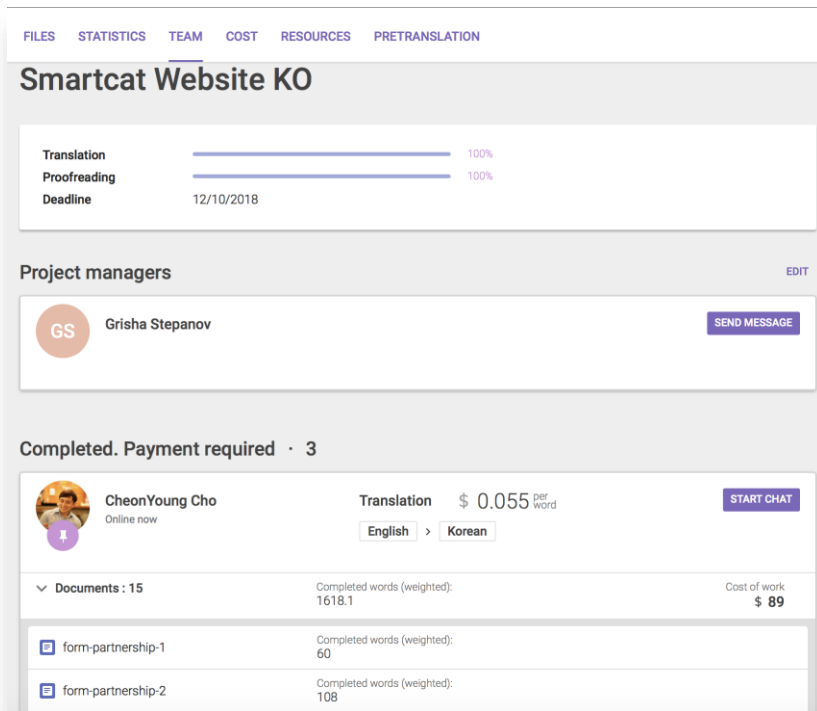 FILES STATISTICS TEAM COST RESOURCES PRETRANSLATION
Smartcat Website KO
Translation 100%
Proofreading 100%
Deadline 12/10/2018
Project managers EDIT
GS Grisha Stepanov SEND MESSAGE
Completed. Payment required · 3
CheonYoung Cho Translation $ 0.055 per word START CHAT
Online now
English > Korean
Documents : 15 Completed words (weighted): Cost of work
1618.1 $ 89
form-partnership-1 Completed words (weighted):
60
form-partnership-2 Completed words (weighted):
108